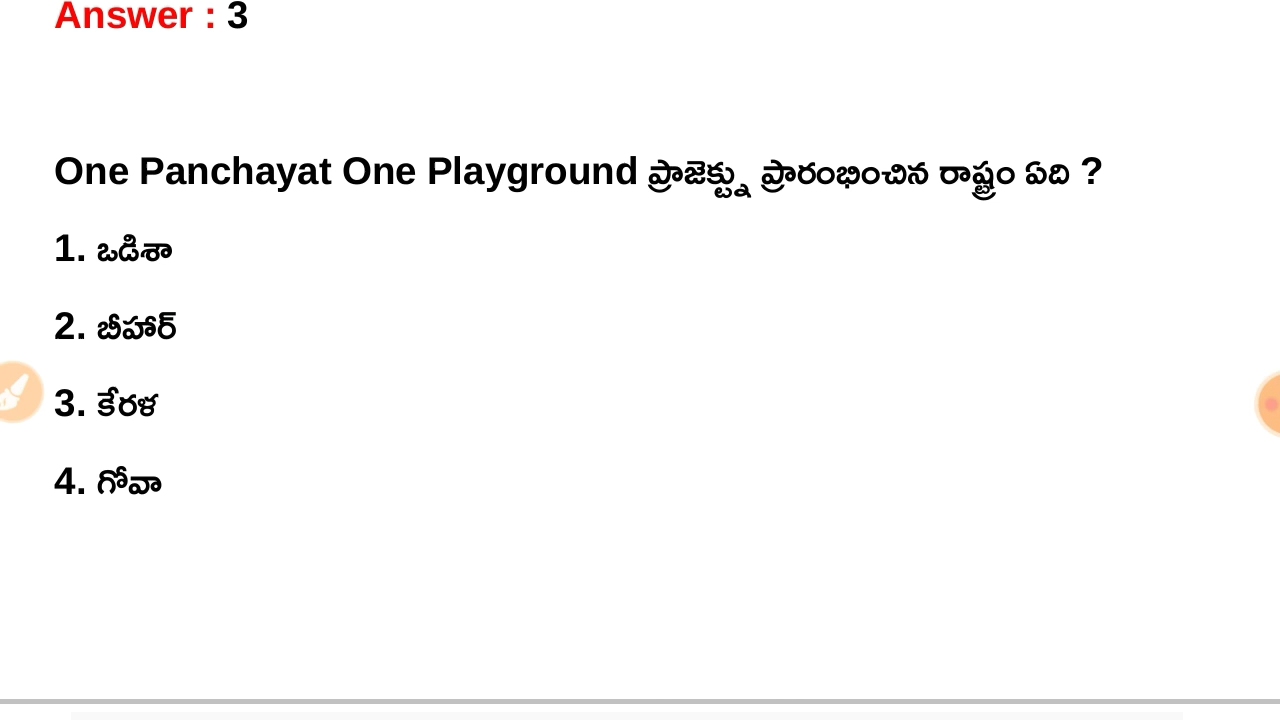 Answer : 3
One Panchayat One Playground ప్రాజెక్ట్ను ప్రారంభించిన రాష్ట్రం ఏది ?
1. ఒడిశా
2. బీహార్
3. కేరళ
4. గోవా